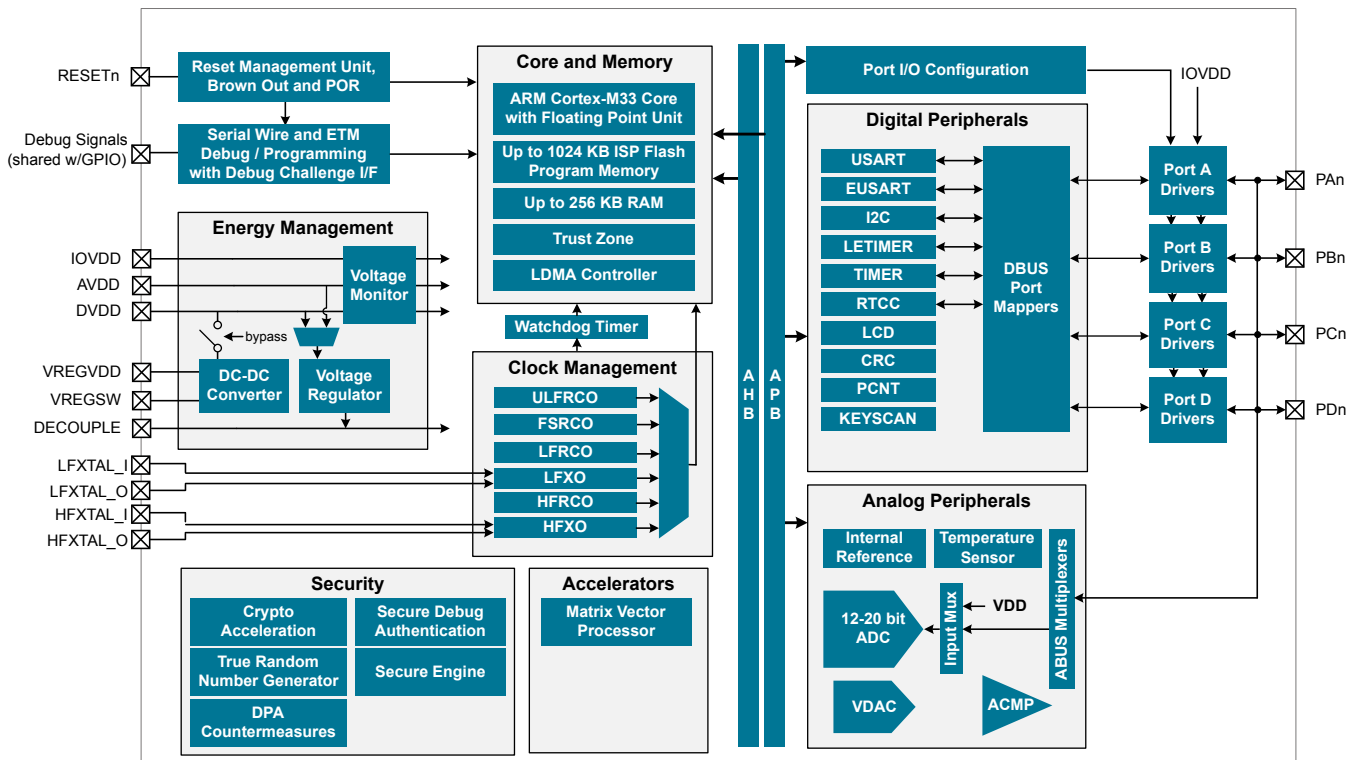 RESETn
Debug Signals
(shared w/GPIO)
Reset Management Unit,
Brown Out and POR
Serial Wire and ETM
Debug / Programming
with Debug Challenge I/F
Energy Management
IOVDD
AVDD
DVDD
Voltage
Monitor
bypass
VREGVDD
VREGSW
DECOUPLE
DC-DC
Converter
Voltage
Regulator
LFXTAL_I
LFXTAL_O
HFXTAL_I
HFXTAL_O
Core and Memory
ARM Cortex-M33 Core
with Floating Point Unit
Up to 1024 KB ISP Flash
Program Memory
Up to 256 KB RAM
Trust Zone
LDMA Controller
Watchdog Timer
Clock Management
ULFRCO
FSRCO
LFRCO
LFXO
HFRCO
HFXO
Security
Crypto
Acceleration
Secure Debug
Authentication
True Random
Number Generator
Secure Engine
DPA
Countermeasures
Accelerators
Matrix Vector
Processor
AHB
APB
Port I/O Configuration
IOVDD
Digital Peripherals
USART
EUSART
I2C
LETIMER
TIMER
RTCC
LCD
CRC
PCNT
KEYSCAN
DBUS
Port
Mappers
Port A
Drivers
Port B
Drivers
Port C
Drivers
Port D
Drivers
PAn
PBn
PCn
PDn
Analog Peripherals
Internal
Reference
Temperature
Sensor
12-20 bit
ADC
Input Mux
VDD
ABUS Multiplexers
VDAC
ACMP